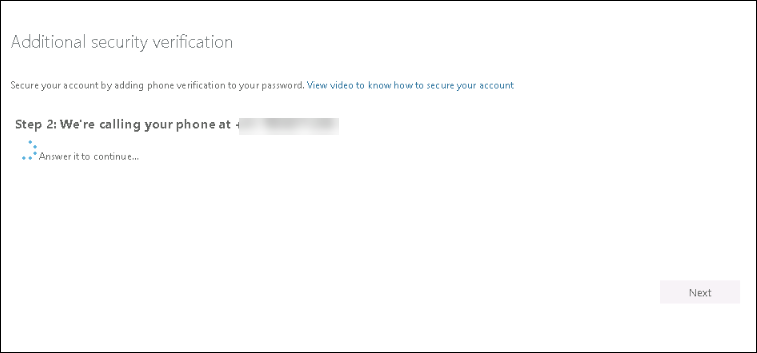 Additional security verification
Secure your account by adding phone verification to your password. View video to know how to secure your account
Step 2: We're calling your phone at
Answer it to continue...
Next